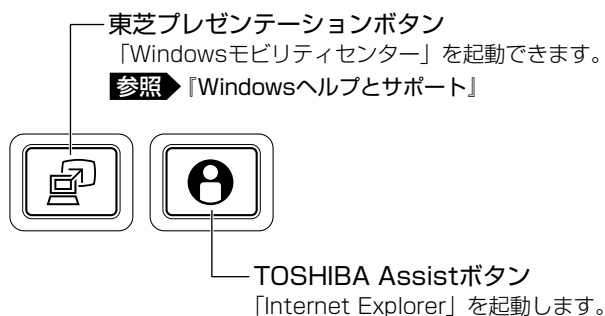 東芝プレゼンテーションボタン
「Windowsモビリティセンター」を起動できます。
参照 『Windowsヘルプとサポート』
TOSHIBA Assistボタン
「Internet Explorer」を起動します。